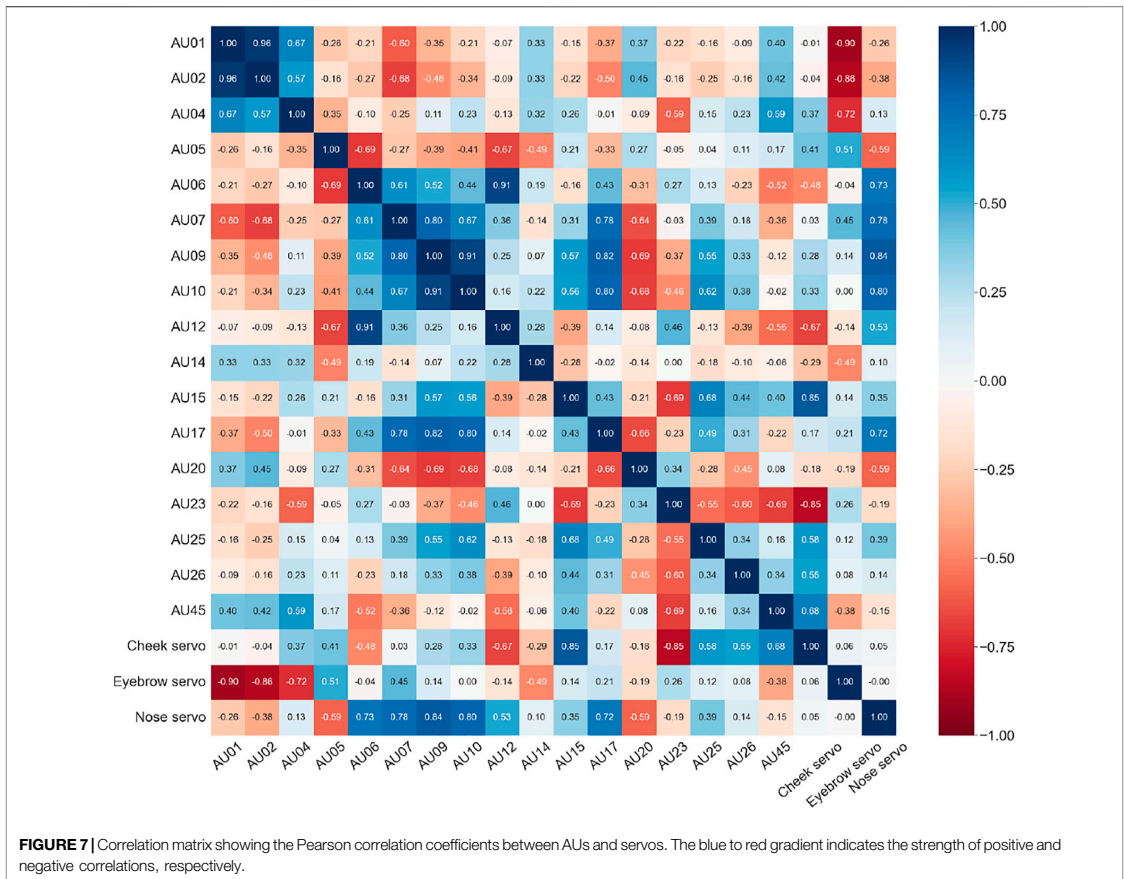 AU01 1.00 0.96 0.67 -0.26 -0.21 -0.60 -0.35 -0.21 -0.07 0.33 -0.15 -0.37 0.37 -0.22 -0.16 -0.09 0.40 -0.01 -0.90 -0.26
AU02 0.96 1.00 0.57 -0.16 -0.27 -0.68 -0.46 -0.34 -0.09 0.33 -0.22 -0.50 0.45 -0.16 -0.25 -0.16 0.42 -0.04 -0.86 -0.38
AU04 0.67 0.57 1.00 -0.35 -0.10 -0.25 0.11 0.23 -0.13 0.32 0.26 -0.01 -0.09 -0.59 0.15 0.23 0.59 0.37 -0.72 0.13
AU05 -0.26 -0.16 -0.35 1.00 -0.69 -0.27 -0.39 -0.41 -0.67 -0.49 0.21 -0.33 0.27 -0.05 0.04 0.11 0.17 0.41 0.51 -0.59
AU06 -0.21 -0.27 -0.10 -0.69 1.00 0.61 0.52 0.44 0.91 0.19 -0.16 0.43 -0.31 0.27 0.13 -0.23 -0.52 -0.48 -0.04 0.73
AU07 -0.60 -0.68 -0.25 -0.27 0.61 1.00 0.80 0.67 0.36 -0.14 0.31 0.78 -0.64 -0.03 0.39 0.18 -0.36 0.03 0.45 0.78
AU09 -0.35 -0.46 0.11 -0.39 0.52 0.80 1.00 0.91 0.25 0.07 0.57 0.82 -0.69 -0.37 0.55 0.33 -0.12 0.28 0.14 0.84
AU10 -0.21 -0.34 0.23 -0.41 0.44 0.67 0.91 1.00 0.16 0.22 0.56 0.80 -0.68 -0.46 0.62 0.38 -0.02 0.33 0.00 0.80
AU12 -0.07 -0.09 -0.13 -0.67 0.91 0.36 0.25 0.16 1.00 0.28 -0.39 0.14 -0.08 0.46 -0.13 -0.39 -0.56 -0.67 -0.14 0.53
AU14 0.33 0.33 0.32 -0.49 0.19 -0.14 0.07 0.22 0.28 1.00 -0.28 -0.02 -0.14 0.00 -0.18 -0.10 -0.06 -0.29 -0.49 0.10
AU15 -0.15 -0.22 0.26 0.21 -0.16 0.31 0.57 0.56 -0.39 -0.28 1.00 0.43 -0.21 -0.69 0.68 0.44 0.40 0.85 0.14 0.35
AU17 -0.37 -0.50 -0.01 -0.33 0.43 0.78 0.82 0.80 0.14 -0.02 0.43 1.00 -0.66 -0.23 0.49 0.31 -0.22 0.17 0.21 0.72
AU20 0.37 0.45 -0.09 0.27 -0.31 -0.64 -0.69 -0.68 -0.08 -0.14 -0.21 -0.66 1.00 0.34 -0.28 -0.45 0.08 -0.18 -0.19 -0.59
AU23 -0.22 -0.16 -0.59 -0.05 0.27 -0.03 -0.37 -0.46 0.46 0.00 -0.69 -0.23 0.34 1.00 -0.55 -0.60 -0.69 -0.85 0.26 -0.19
AU25 -0.16 -0.25 0.15 0.04 0.13 0.39 0.55 0.62 -0.13 -0.18 0.68 0.49 -0.28 -0.55 1.00 0.34 0.16 0.58 0.12 0.39
AU26 -0.09 -0.16 0.23 0.11 -0.23 0.18 0.33 0.38 -0.39 -0.10 0.44 0.31 -0.45 -0.60 0.34 1.00 0.34 0.55 0.08 0.14
AU45 0.40 0.42 0.59 0.17 -0.52 -0.36 -0.12 -0.02 -0.56 -0.06 0.40 -0.22 0.08 -0.69 0.16 0.34 1.00 0.68 -0.38 -0.15
Cheek servo -0.01 -0.04 0.37 0.41 -0.48 0.03 0.28 0.33 -0.67 -0.29 0.85 0.17 -0.18 -0.85 0.58 0.55 0.68 1.00 0.06 0.05
Eyebrow servo -0.90 -0.86 -0.72 0.51 -0.04 0.45 0.14 0.00 -0.14 -0.49 0.14 0.21 -0.19 0.26 0.12 0.08 -0.38 0.06 1.00 -0.00
Nose servo -0.26 -0.38 0.13 -0.59 0.73 0.78 0.84 0.80 0.53 0.10 0.35 0.72 -0.59 -0.19 0.39 0.14 -0.15 0.05 -0.00 1.00
AU01 AU02 AU04 AU05 AU06 AU07 AU09 AU10 AU12 AU14 AU15 AU17 AU20 AU23 AU25 AU26 AU45 Cheek servo Eyebrow servo Nose servo
1.00
0.75
0.50
0.25
0.00
−0.25
−0.50
−0.75
−1.00
FIGURE 7 | Correlation matrix showing the Pearson correlation coefficients between AUs and servos. The blue to red gradient indicates the strength of positive and
negative correlations, respectively.